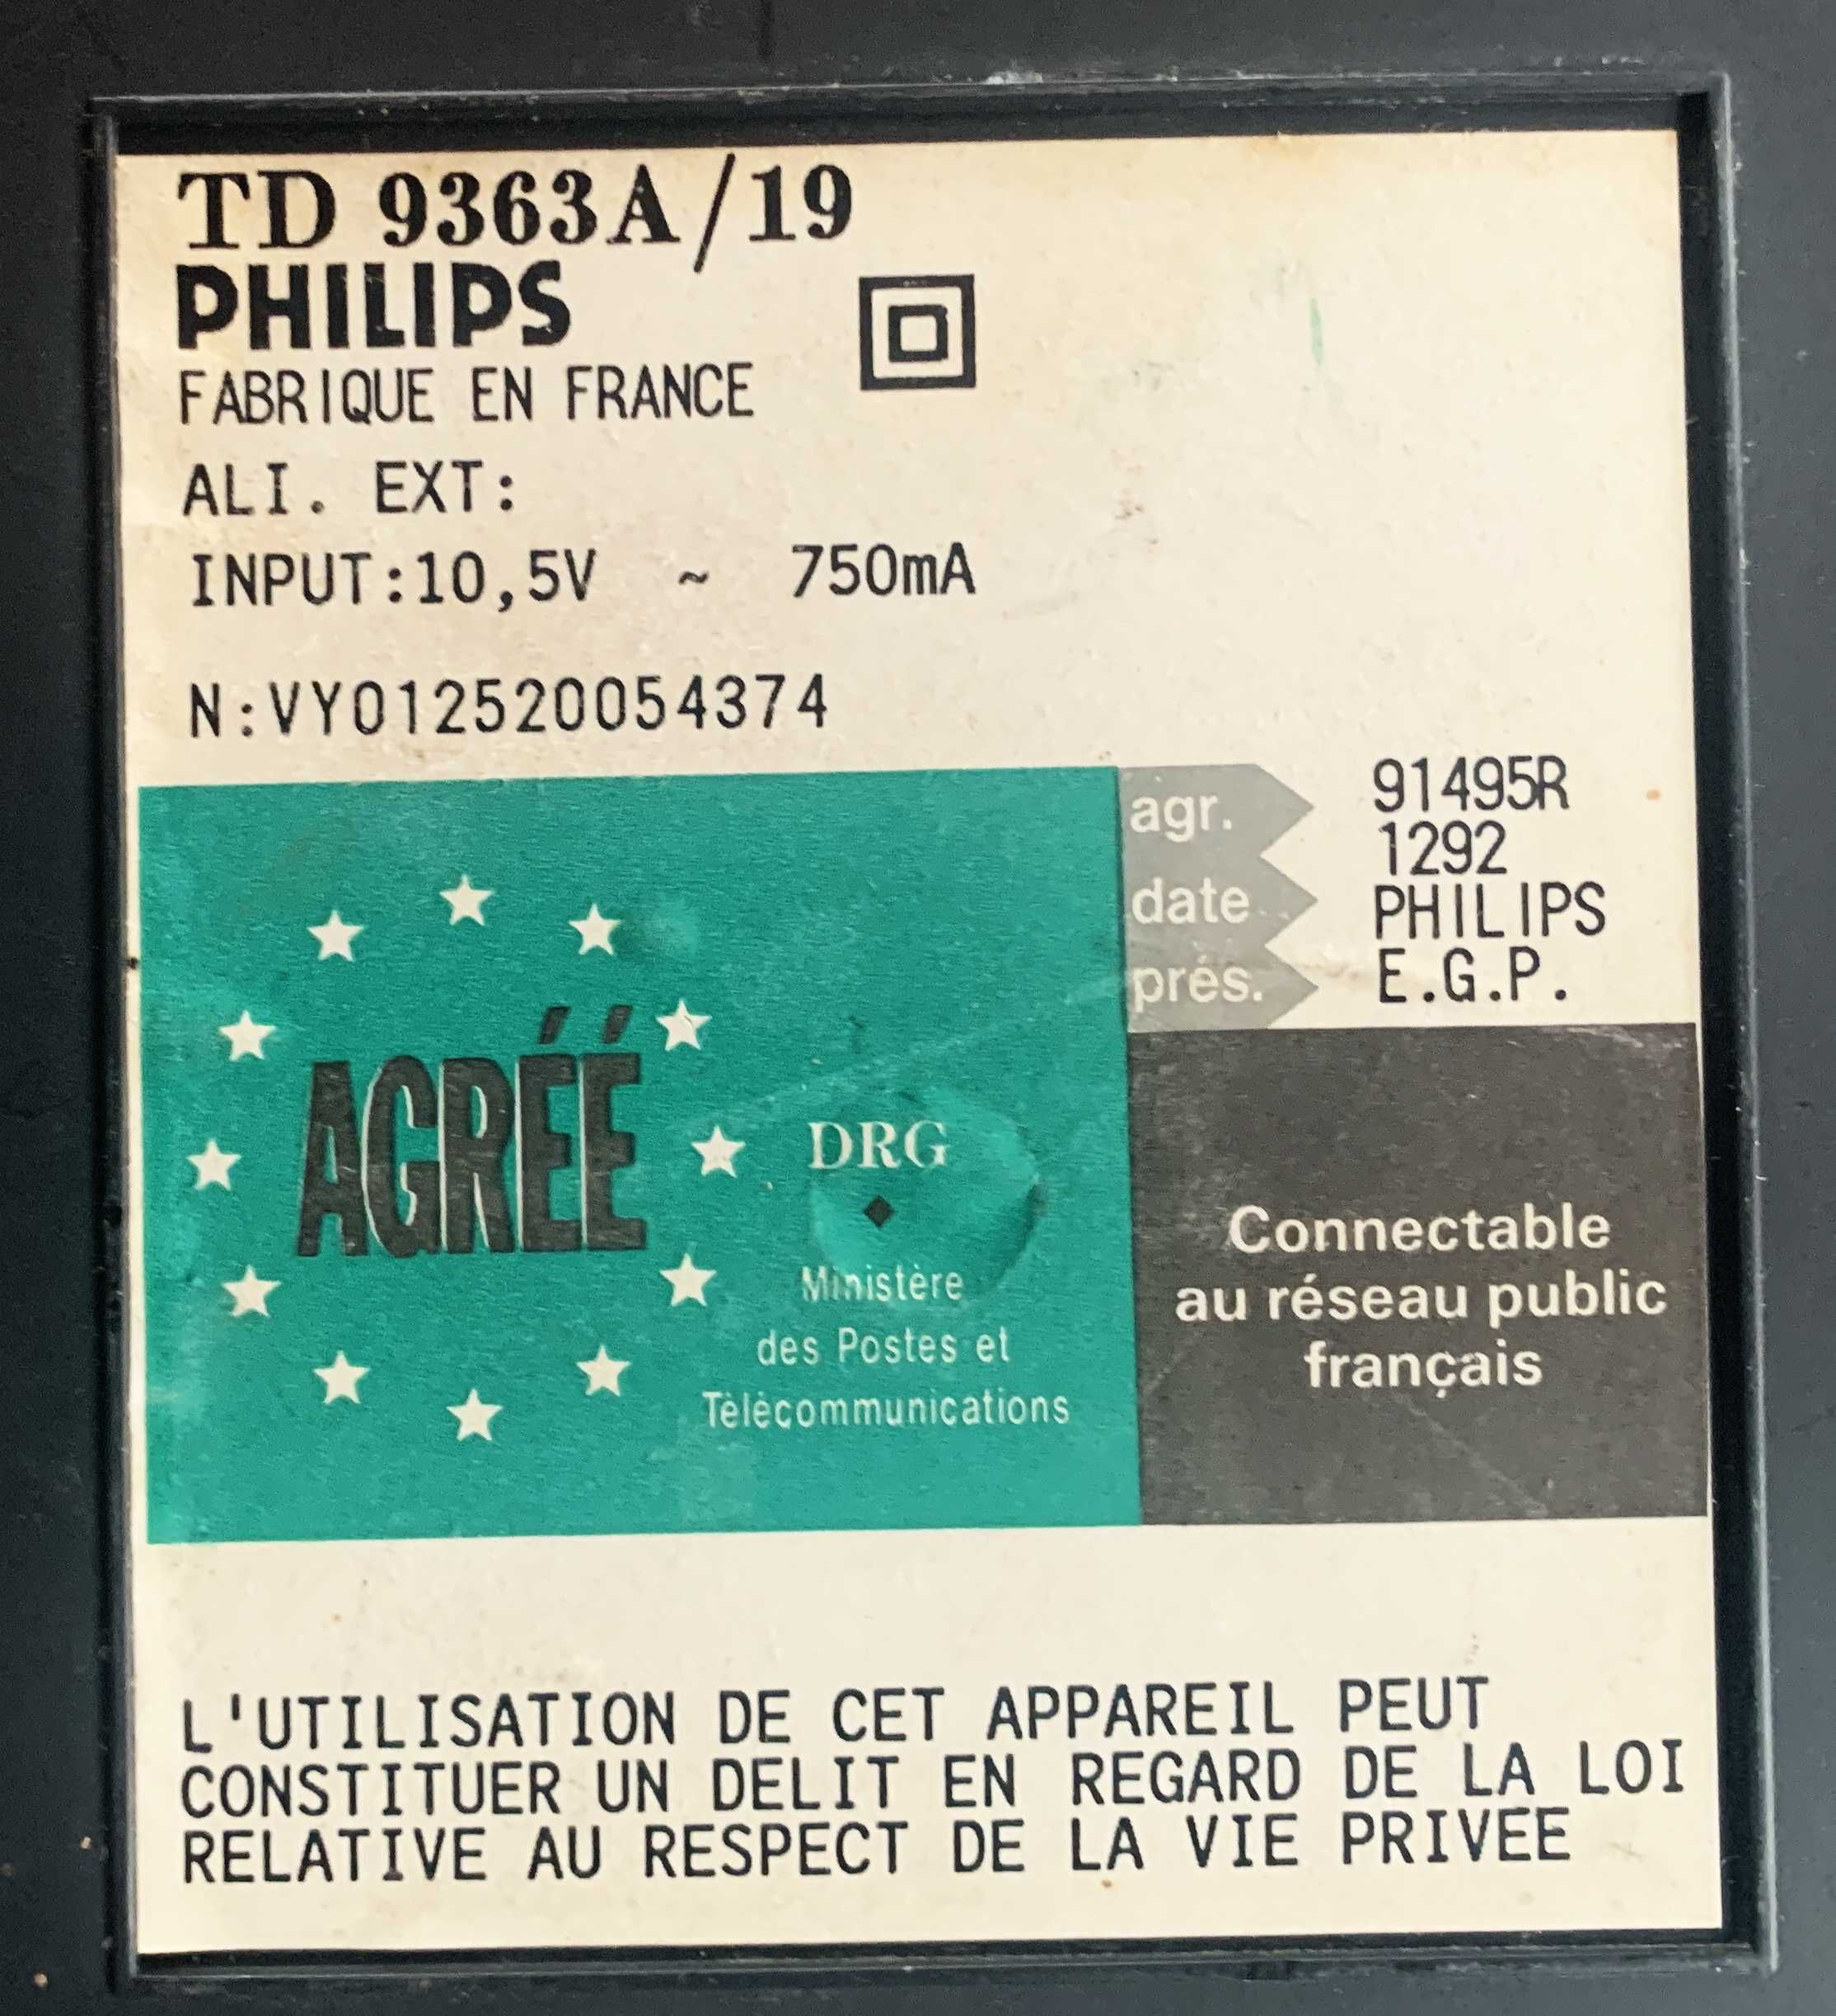 TD 9363A/19
PHILIPS
FABRIQUE EN FRANCE
ALI. EXT:
INPUT:10,5V ~ 750mA
N:VY012520054374
agr. 91495R
1292
date PHILIPS
prés. E.G.P.
AGRÉÉ
DRG
Ministère
des Postes et
Télécommunications
Connectable
au réseau public
français
L'UTILISATION DE CET APPAREIL PEUT
CONSTITUER UN DELIT EN REGARD DE LA LOI
RELATIVE AU RESPECT DE LA VIE PRIVEE